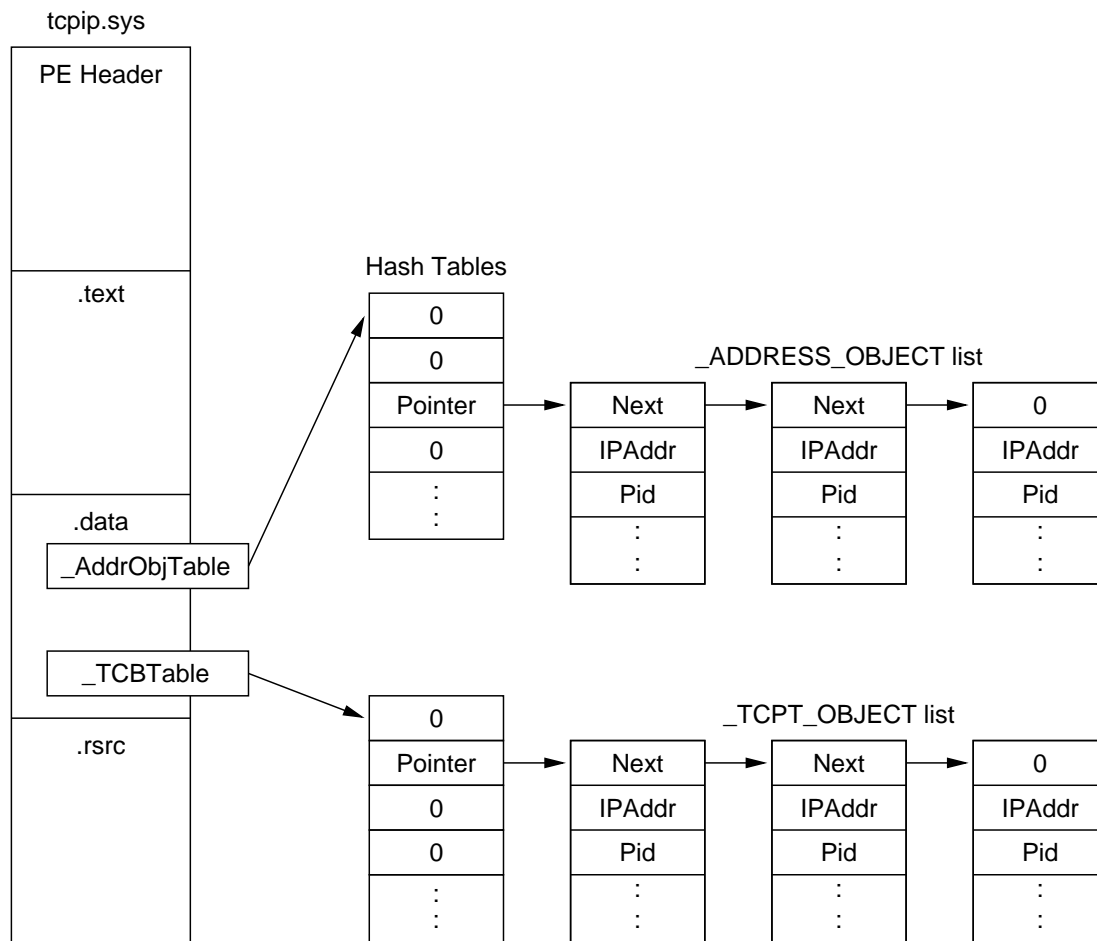 tcpip.sys
PE Header
.text
.data
_AddrObjTable
_TCBTable
.rsrc
Hash Tables
0
0
Pointer
0
:
:
_ADDRESS_OBJECT list
Next
IPAddr
Pid
:
:
Next
IPAddr
Pid
:
:
0
IPAddr
Pid
:
:
0
Pointer
0
0
:
:
_TCPT_OBJECT list
Next
IPAddr
Pid
:
:
Next
IPAddr
Pid
:
:
0
IPAddr
Pid
:
: